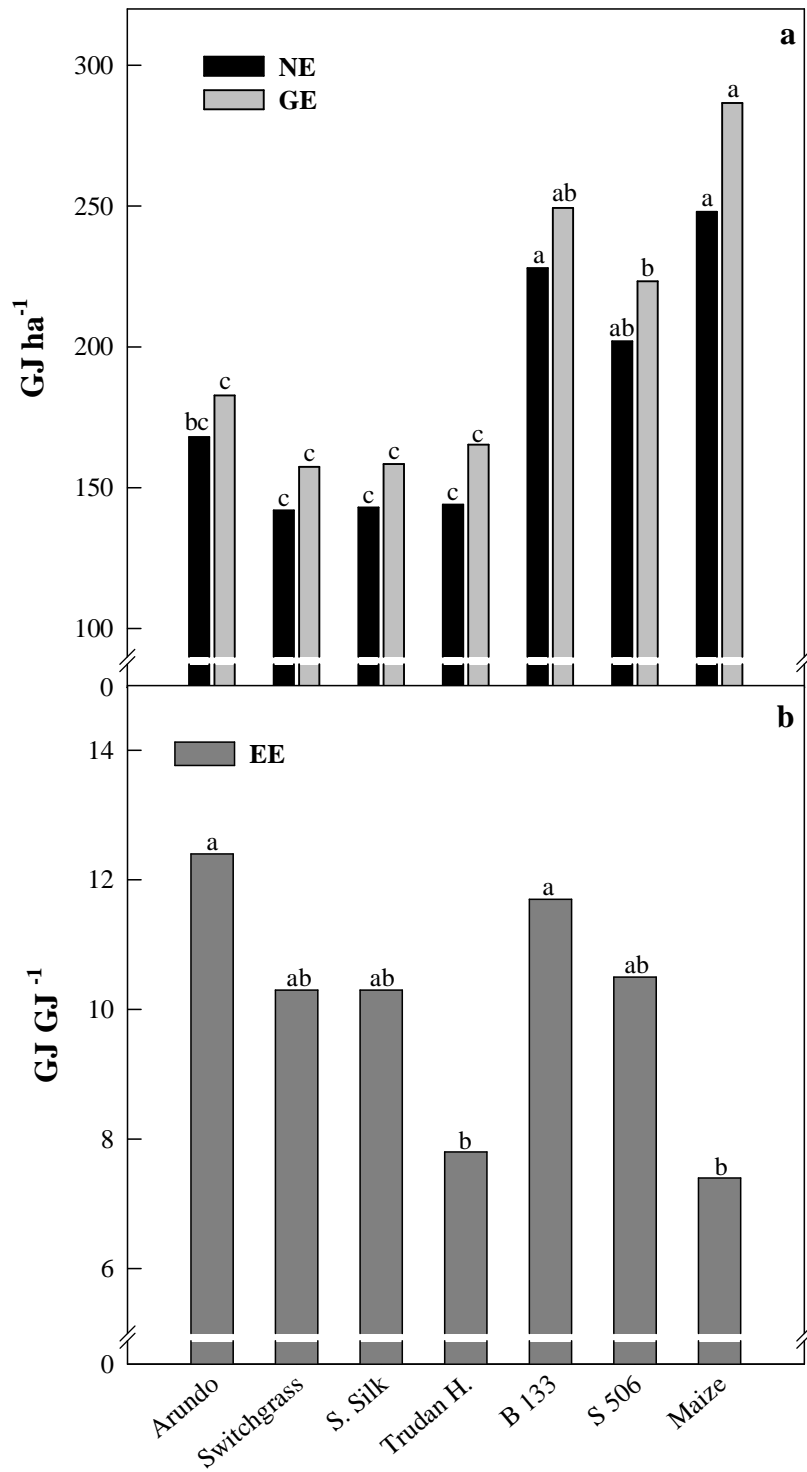 a
NE
GE
300
250
200
150
100
0
GJ ha-1
bc c c c c c c c a ab ab b a a
b
EE
14
12
10
8
6
0
GJ GJ -1
a ab ab b a ab b
Arundo
Switchgrass
S. Silk
Trudan H.
B 133
S 506
Maize